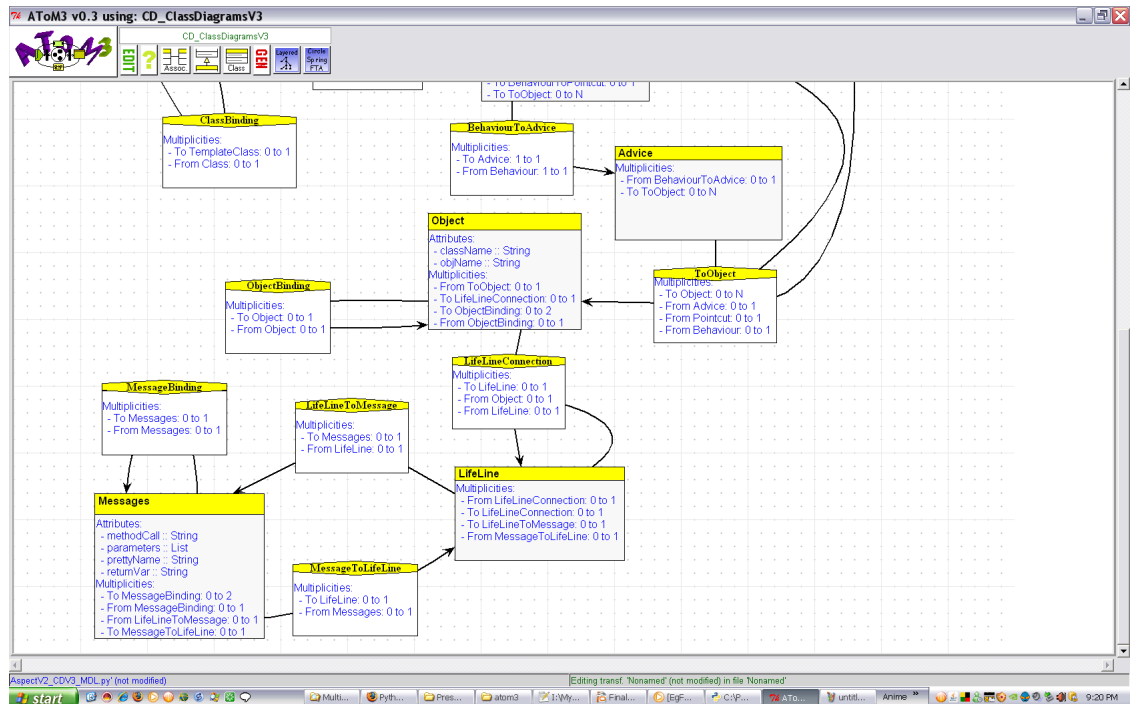 AToM3 v0.3 using: CD_ClassDiagramsV3
CD_ClassDiagramsV3
EDIT
?
Assoc.
Class
GEN
Layered
Circle
Spring
FTA
- To BehaviourToPointcut: 0 to 1
- To ToObject: 0 to N
ClassBinding
Multiplicities:
- To TemplateClass: 0 to 1
- From Class: 0 to 1
BehaviourToAdvice
Multiplicities:
- To Advice: 1 to 1
- From Behaviour: 1 to 1
Advice
Multiplicities:
- From BehaviourToAdvice: 0 to 1
- To ToObject: 0 to N
Object
Attributes:
- className :: String
- objName :: String
Multiplicities:
- From ToObject: 0 to 1
- To LifeLineConnection: 0 to 1
- To ObjectBinding: 0 to 2
- From ObjectBinding: 0 to 1
ToObject
Multiplicities:
- To Object: 0 to N
- From Advice: 0 to 1
- From Pointcut: 0 to 1
- From Behaviour: 0 to 1
ObjectBinding
Multiplicities:
- To Object: 0 to 1
- From Object: 0 to 1
LifeLineConnection
Multiplicities:
- To LifeLine: 0 to 1
- From Object: 0 to 1
- From LifeLine: 0 to 1
MessageBinding
Multiplicities:
- To Messages: 0 to 1
- From Messages: 0 to 1
LifeLineToMessage
Multiplicities:
- To Messages: 0 to 1
- From LifeLine: 0 to 1
LifeLine
Multiplicities:
- From LifeLineConnection: 0 to 1
- To LifeLineConnection: 0 to 1
- To LifeLineToMessage: 0 to 1
- From MessageToLifeLine: 0 to 1
Messages
Attributes:
- methodCall :: String
- parameters :: List
- prettyName :: String
- returnVar :: String
Multiplicities:
- To MessageBinding: 0 to 2
- From MessageBinding: 0 to 1
- From LifeLineToMessage: 0 to 1
- To MessageToLifeLine: 0 to 1
MessageToLifeLine
Multiplicities:
- To LifeLine: 0 to 1
- From Messages: 0 to 1
AspectV2_CDV3_MDL.py' (not modified)
Editing transf. 'Nonamed' (not modified) in file 'Nonamed'
start
Multi...
Pyth...
Pres...
atom3
I:\My...
Final...
[EgF...
C:\P...
ATo...
untitl...
Anime
9:20 PM